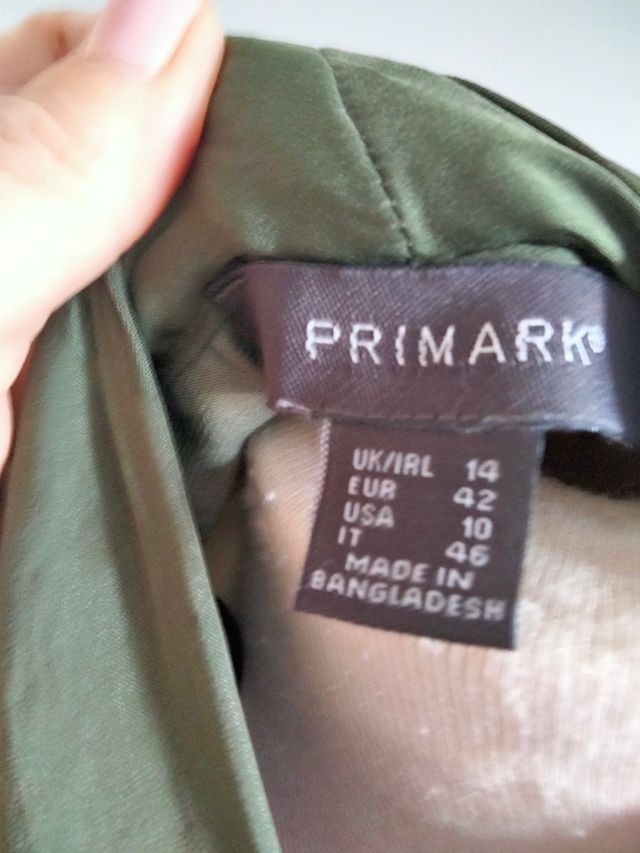 PRIMARK®
UK/IRL 14
EUR 42
USA 10
IT 46
MADE IN
BANGLADESH